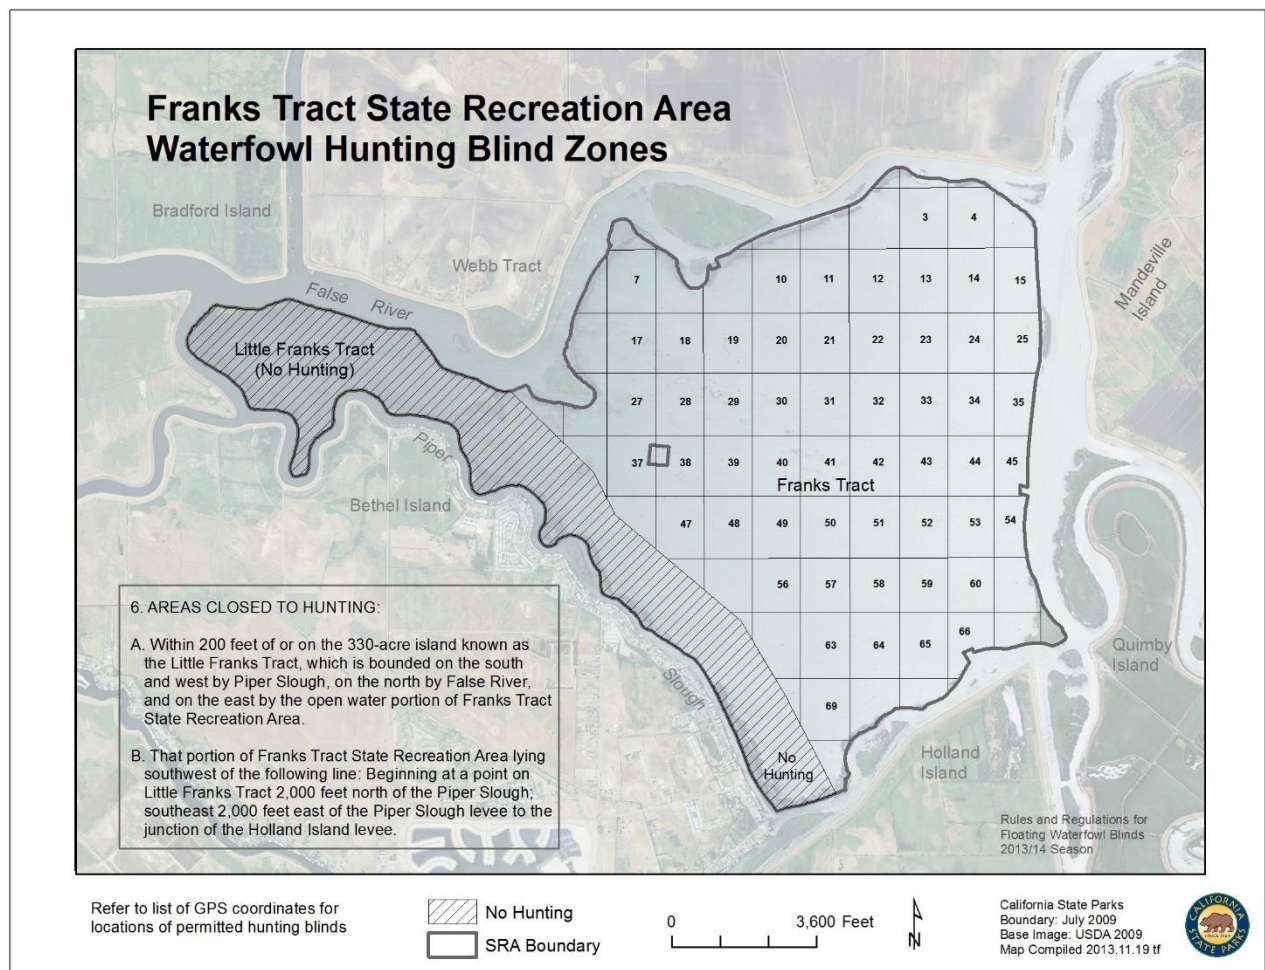 Franks Tract State Recreation Area
Waterfowl Hunting Blind Zones
Bradford Island
Webb Tract
False River
Mandeville
Island
Little Franks Tract
(No Hunting)
Piper
Bethel Island
3 4
7 10 11 12 13 14 15
17 18 19 20 21 22 23 24 25
27 28 29 30 31 32 33 34 35
37 38 39 40 41 42 43 44 45
Franks Tract
47 48 49 50 51 52 53 54
56 57 58 59 60
63 64 65 66
69
Slough
Quimby
Island
No
Hunting
Holland
Island
6. AREAS CLOSED TO HUNTING:
A. Within 200 feet of or on the 330-acre island known as
the Little Franks Tract, which is bounded on the south
and west by Piper Slough, on the north by False River,
and on the east by the open water portion of Franks Tract
State Recreation Area.
B. That portion of Franks Tract State Recreation Area lying
southwest of the following line: Beginning at a point on
Little Franks Tract 2,000 feet north of the Piper Slough;
southeast 2,000 feet east of the Piper Slough levee to the
junction of the Holland Island levee.
Rules and Regulations for
Floating Waterfowl Blinds
2013/14 Season
Refer to list of GPS coordinates for
locations of permitted hunting blinds
No Hunting
SRA Boundary
0 3,600 Feet
N
California State Parks
Boundary: July 2009
Base Image: USDA 2009
Map Compiled 2013.11.19 tf
CALIFORNIA
SINCE 1864
STATE PARKS